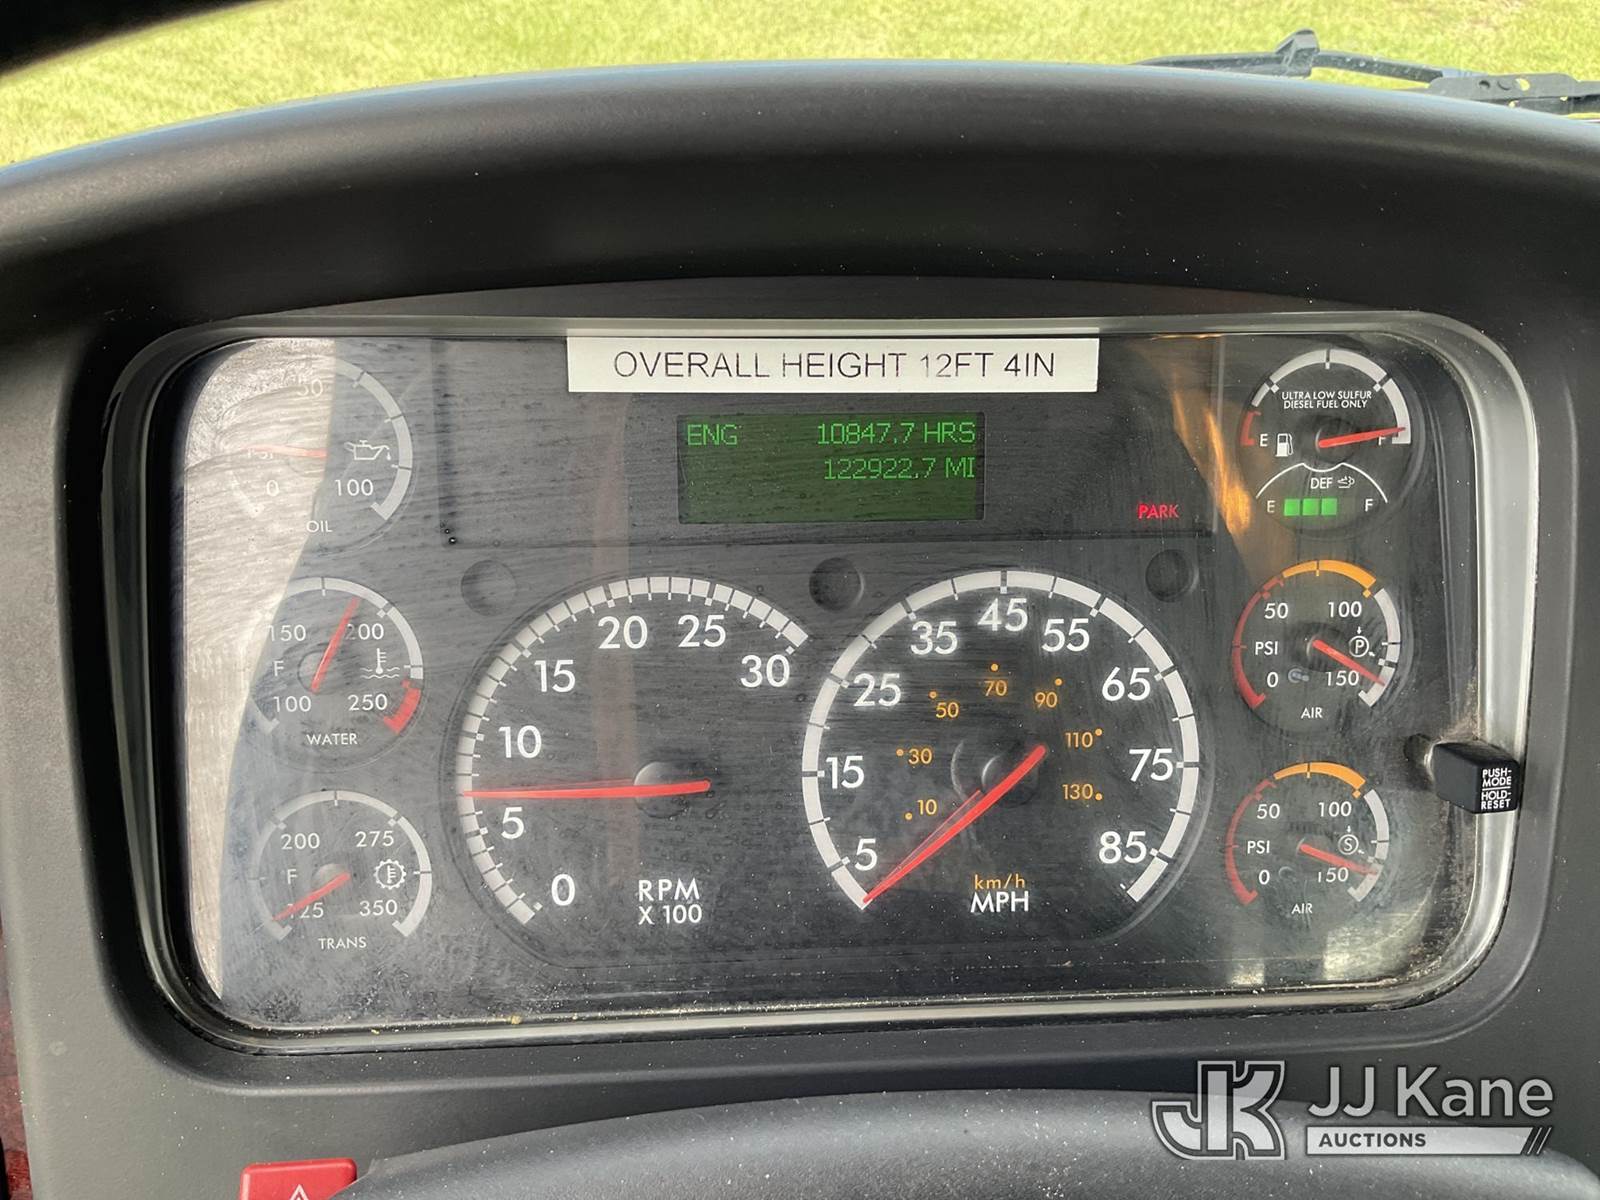 OVERALL HEIGHT 12FT 4IN
ENG 10847.7 HRS
122922.7 MI
PARK
50
PSI
0 100
OIL
150 200
F
100 250
WATER
200 275
F
125 350
TRANS
0 5 10 15 20 25 30
RPM
X 100
5 15 25 35 45 55 65 75 85
10 30 50 70 90 110 130
km/h
MPH
ULTRA LOW SULFUR
DIESEL FUEL ONLY
E F
DEF
E F
50 100
PSI P
0 150
AIR
50 100
PSI S
0 150
AIR
PUSH-
MODE
HOLD-
RESET
JK JJ Kane
AUCTIONS